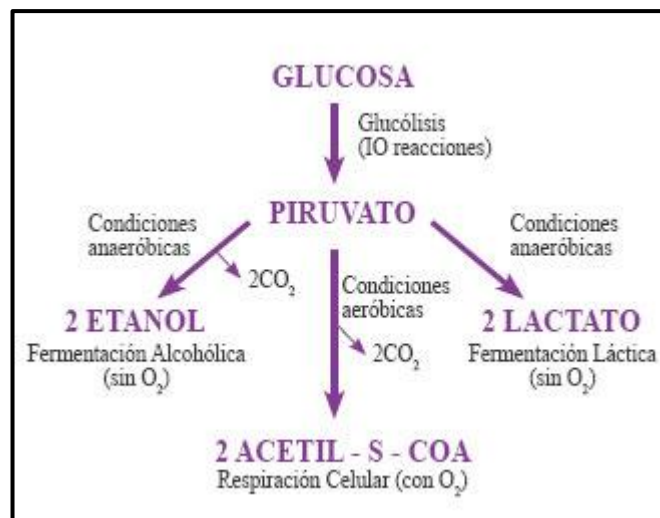 GLUCOSA
Glucólisis
(IO reacciones)
PIRUVATO
Condiciones
anaeróbicas
2CO₂
Condiciones
aeróbicas
2CO₂
Condiciones
anaeróbicas
2 ETANOL
Fermentación Alcohólica
(sin O₂)
2 LACTATO
Fermentación Láctica
(sin O₂)
2 ACETIL - S - COA
Respiración Celular (con O₂)